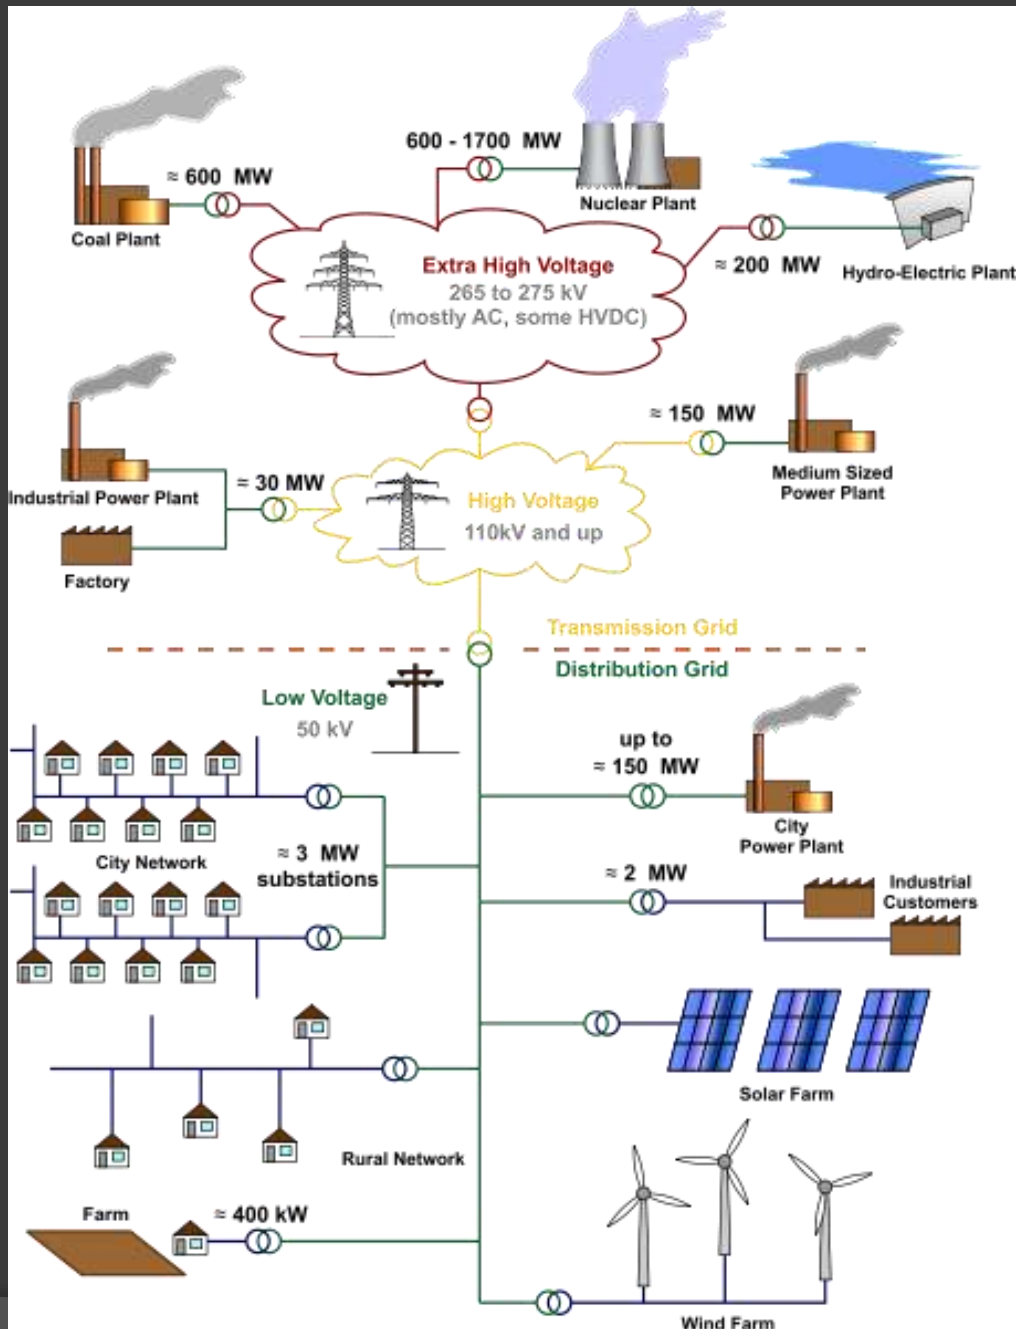 600 - 1700 MW
≈ 600 MW
Nuclear Plant
Coal Plant
≈ 200 MW
Hydro-Electric Plant
Extra High Voltage
265 to 275 kV
(mostly AC, some HVDC)
≈ 150 MW
Medium Sized
Power Plant
≈ 30 MW
Industrial Power Plant
Factory
High Voltage
110kV and up
Transmission Grid
Distribution Grid
Low Voltage
50 kV
up to
≈ 150 MW
City
Power Plant
City Network
≈ 3 MW
substations
≈ 2 MW
Industrial
Customers
Solar Farm
Rural Network
Farm
≈ 400 kW
Wind Farm